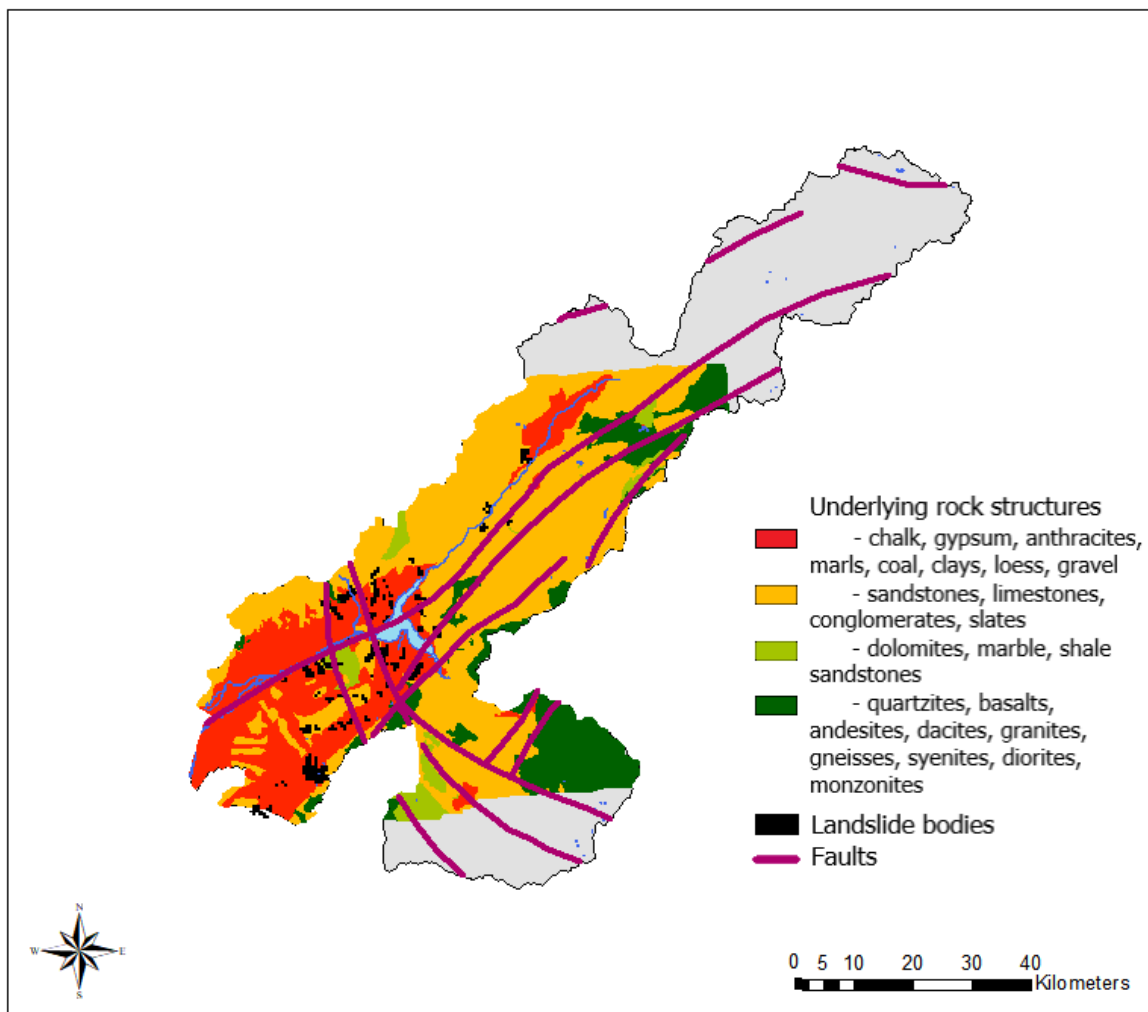 Underlying rock structures
- chalk, gypsum, anthracites,
marls, coal, clays, loess, gravel
- sandstones, limestones,
conglomerates, slates
- dolomites, marble, shale
sandstones
- quartzites, basalts,
andesites, dacites, granites,
gneisses, syenites, diorites,
monzonites
Landslide bodies
Faults
N
W E
S
0 5 10 20 30 40
Kilometers